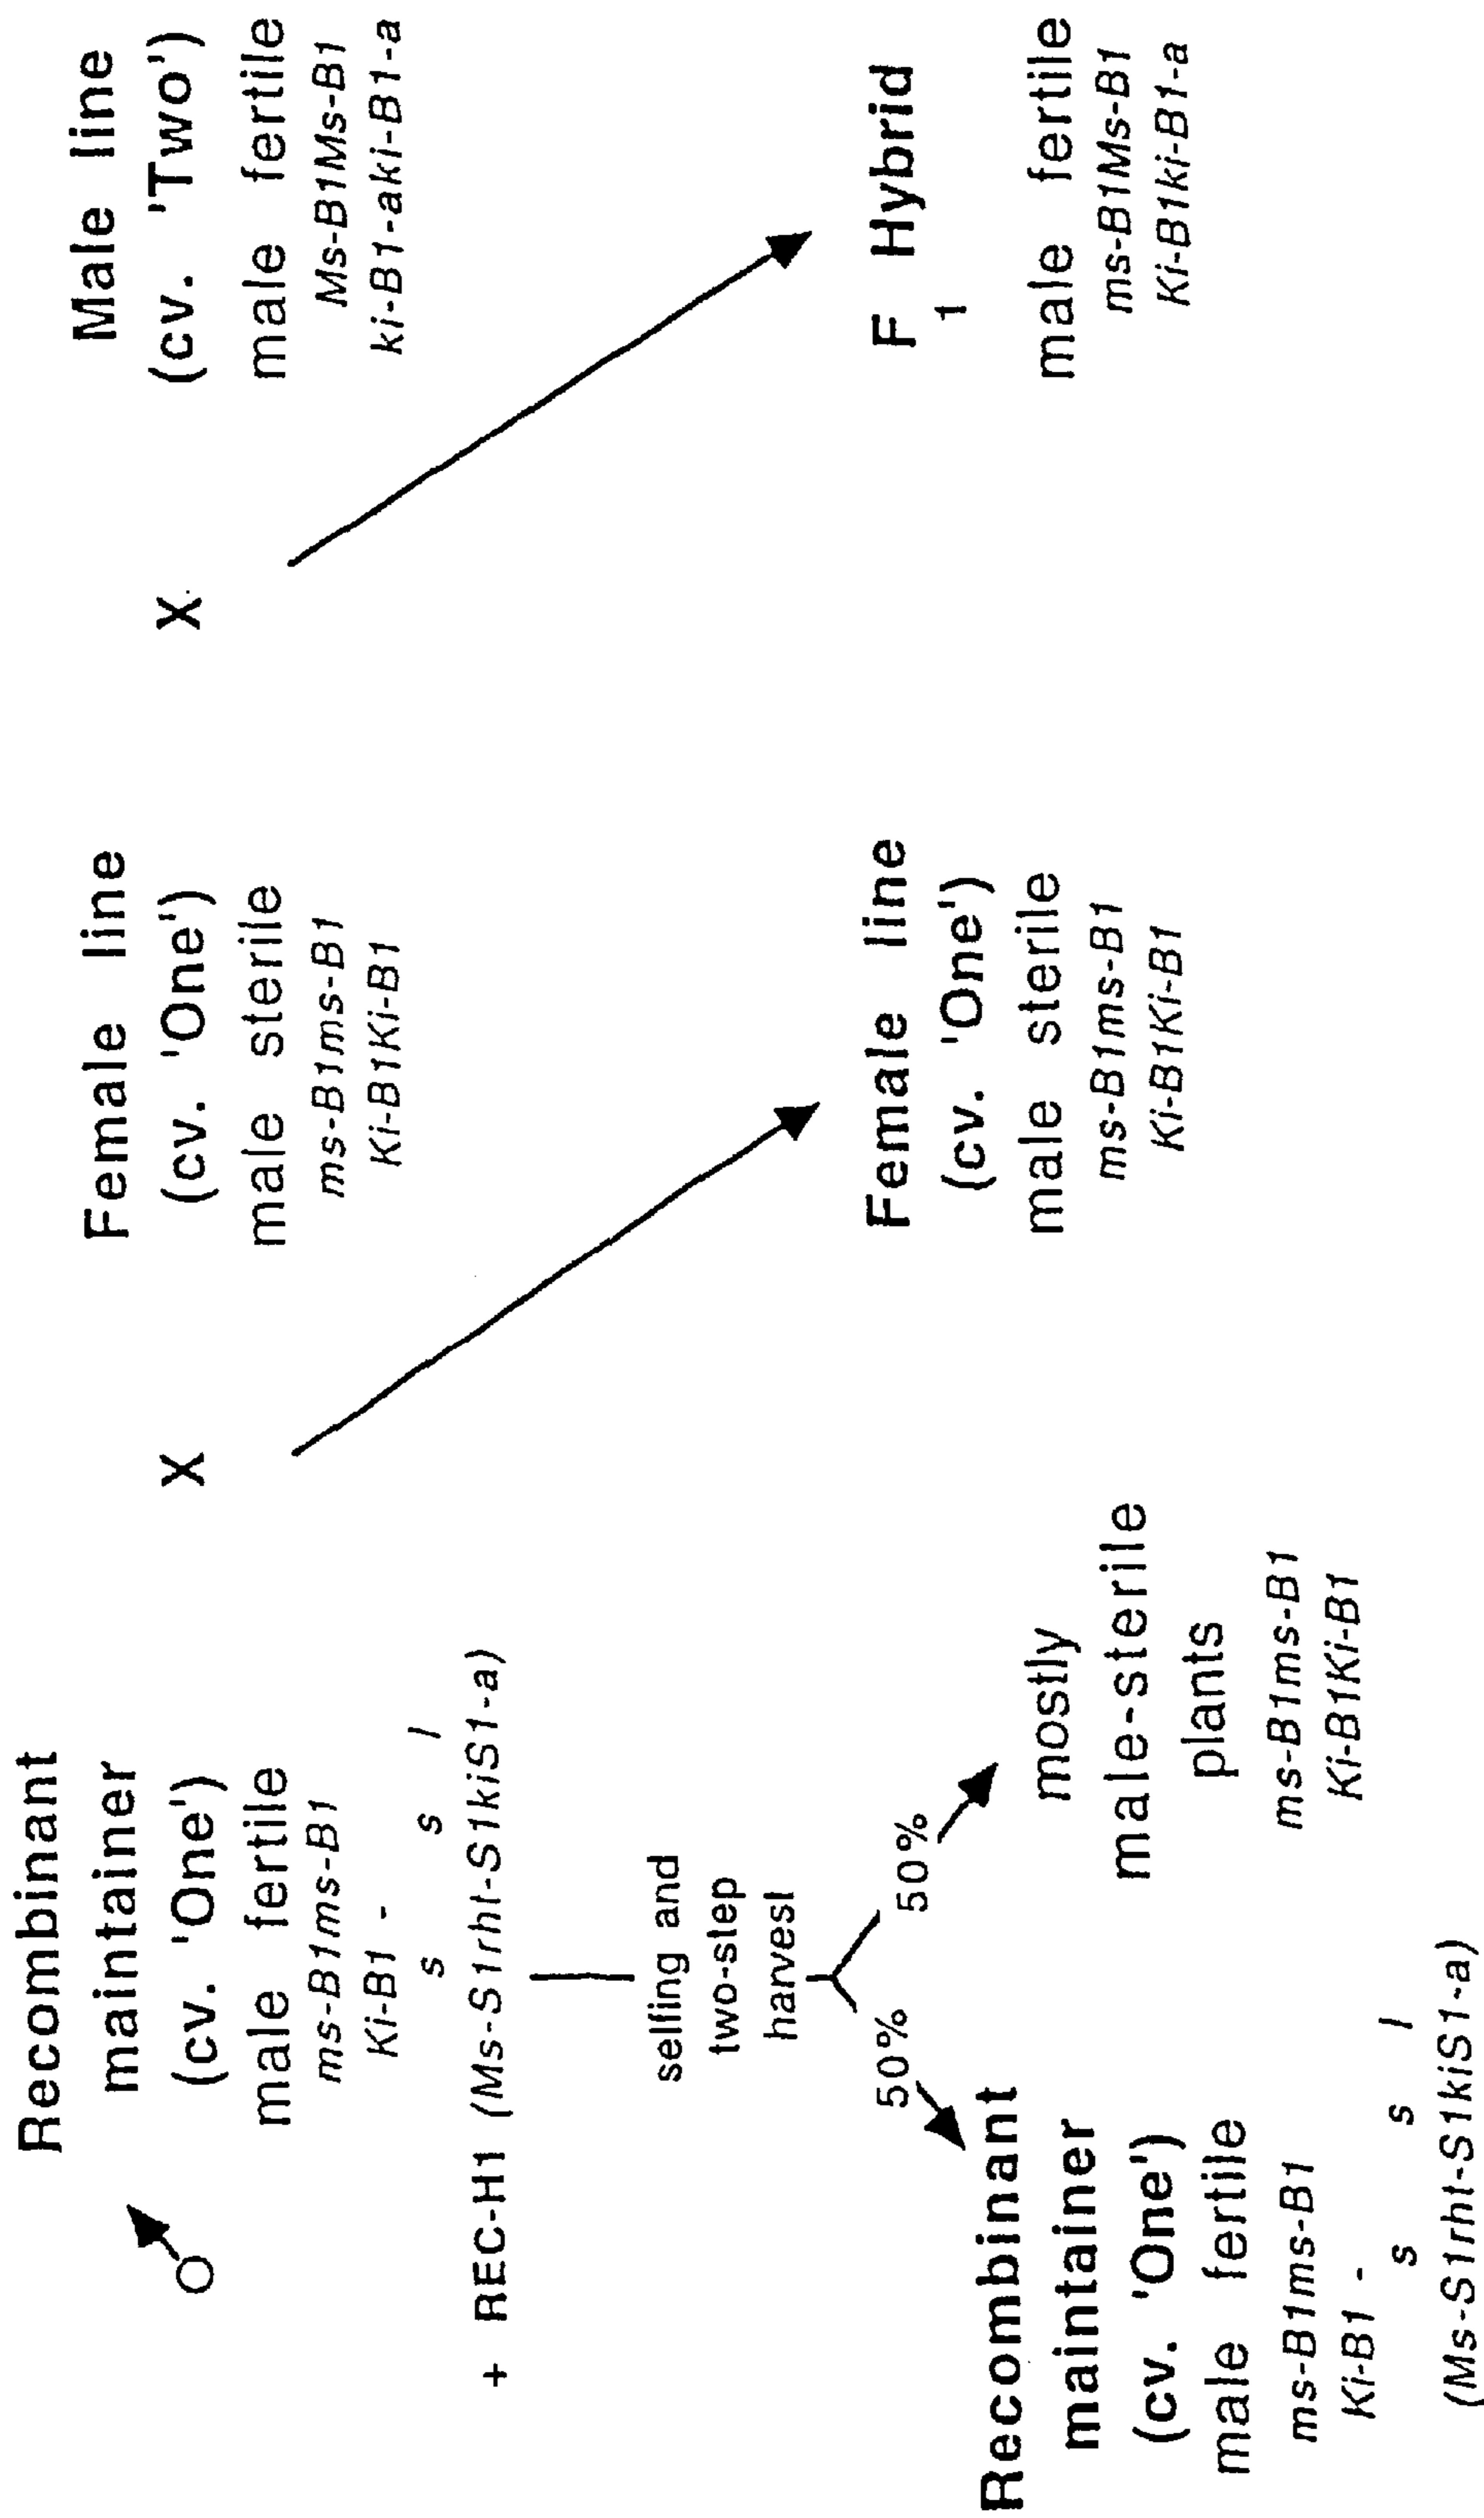 Recombinant
maintainer
(cv. 'One')
male fertile
ms-B1ms-B1
Ki-B1 -
s s l
+ REC-H1 (Ms-S1rht-S1kiS1-a)
X
Female line
(cv. 'One')
male sterile
ms-B1ms-B1
Ki-B1Ki-B1
X
Male line
(cv. 'Two')
male fertile
Ms-B1Ms-B1
ki-B1-aki-B1-a
selfing and
two-step
harvest
50%
50%
Recombinant
maintainer
(cv. 'One')
male fertile
ms-B1ms-B1
Ki-B1 -
s s l
(Ms-S1rht-S1kiS1-a)
mostly
male-sterile
plants
ms-B1ms-B1
Ki-B1Ki-B1
Female line
(cv. 'One')
male sterile
ms-B1ms-B1
Ki-B1Ki-B1
F1 Hybrid
male fertile
ms-B1Ms-B1
Ki-B1ki-B1-a